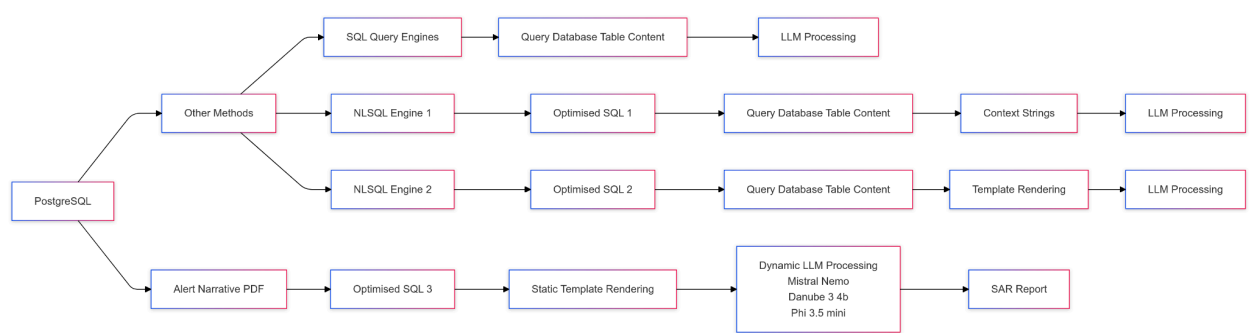 SQL Query Engines
Query Database Table Content
LLM Processing
Other Methods
NLSQL Engine 1
Optimised SQL 1
Query Database Table Content
Context Strings
LLM Processing
PostgreSQL
NLSQL Engine 2
Optimised SQL 2
Query Database Table Content
Template Rendering
LLM Processing
Alert Narrative PDF
Optimised SQL 3
Static Template Rendering
Dynamic LLM Processing
Mistral Nemo
Danube 3 4b
Phi 3.5 mini
SAR Report